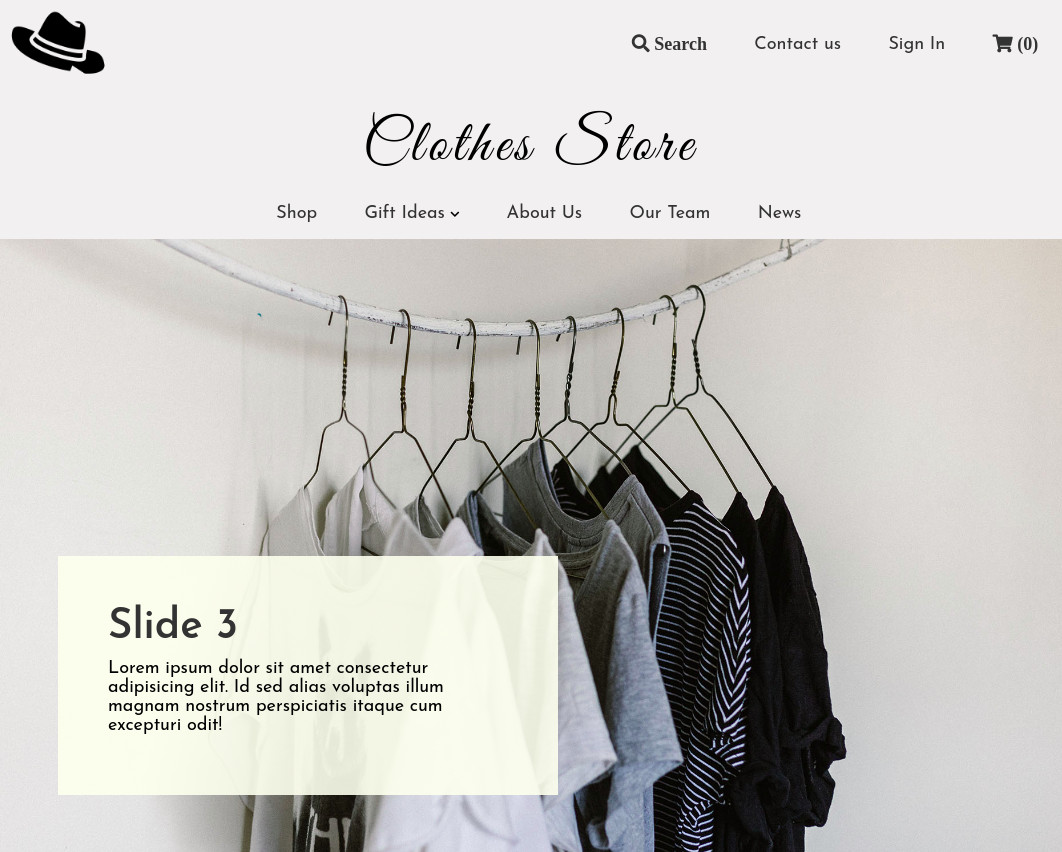 Search Contact us Sign In (0)
Clothes Store
Shop Gift Ideas About Us Our Team News
Slide 3
Lorem ipsum dolor sit amet consectetur
adipisicing elit. Id sed alias voluptas illum
magnam nostrum perspiciatis itaque cum
excepturi odit!